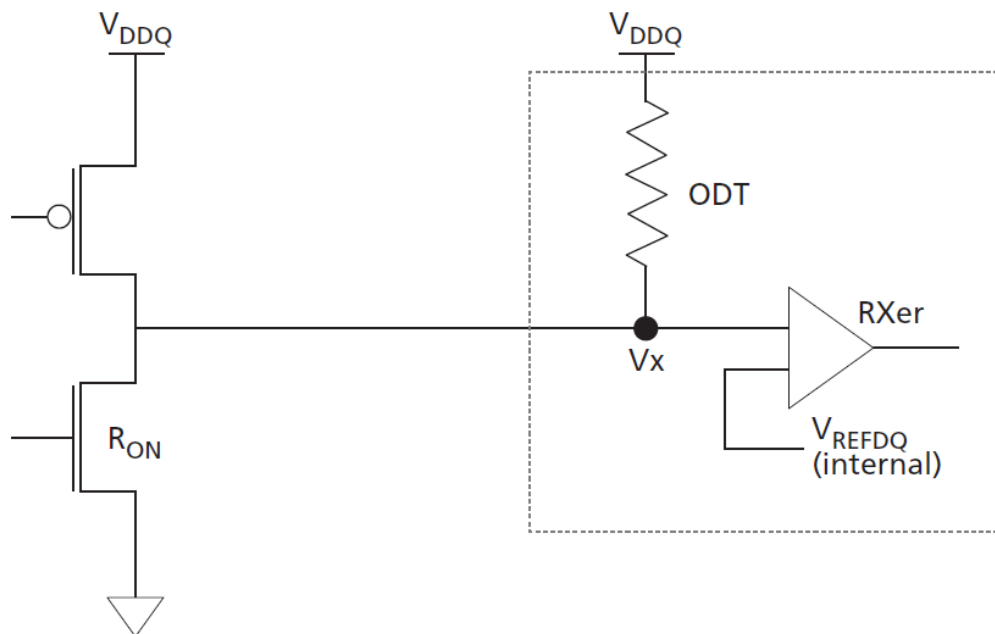 VDDQ
VDDQ
ODT
RXer
Vx
RON
VREFDQ
(internal)